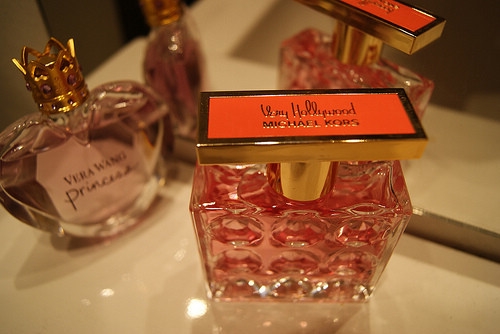 VERA WANG
Princess
Very Hollywood
MICHAEL KORS